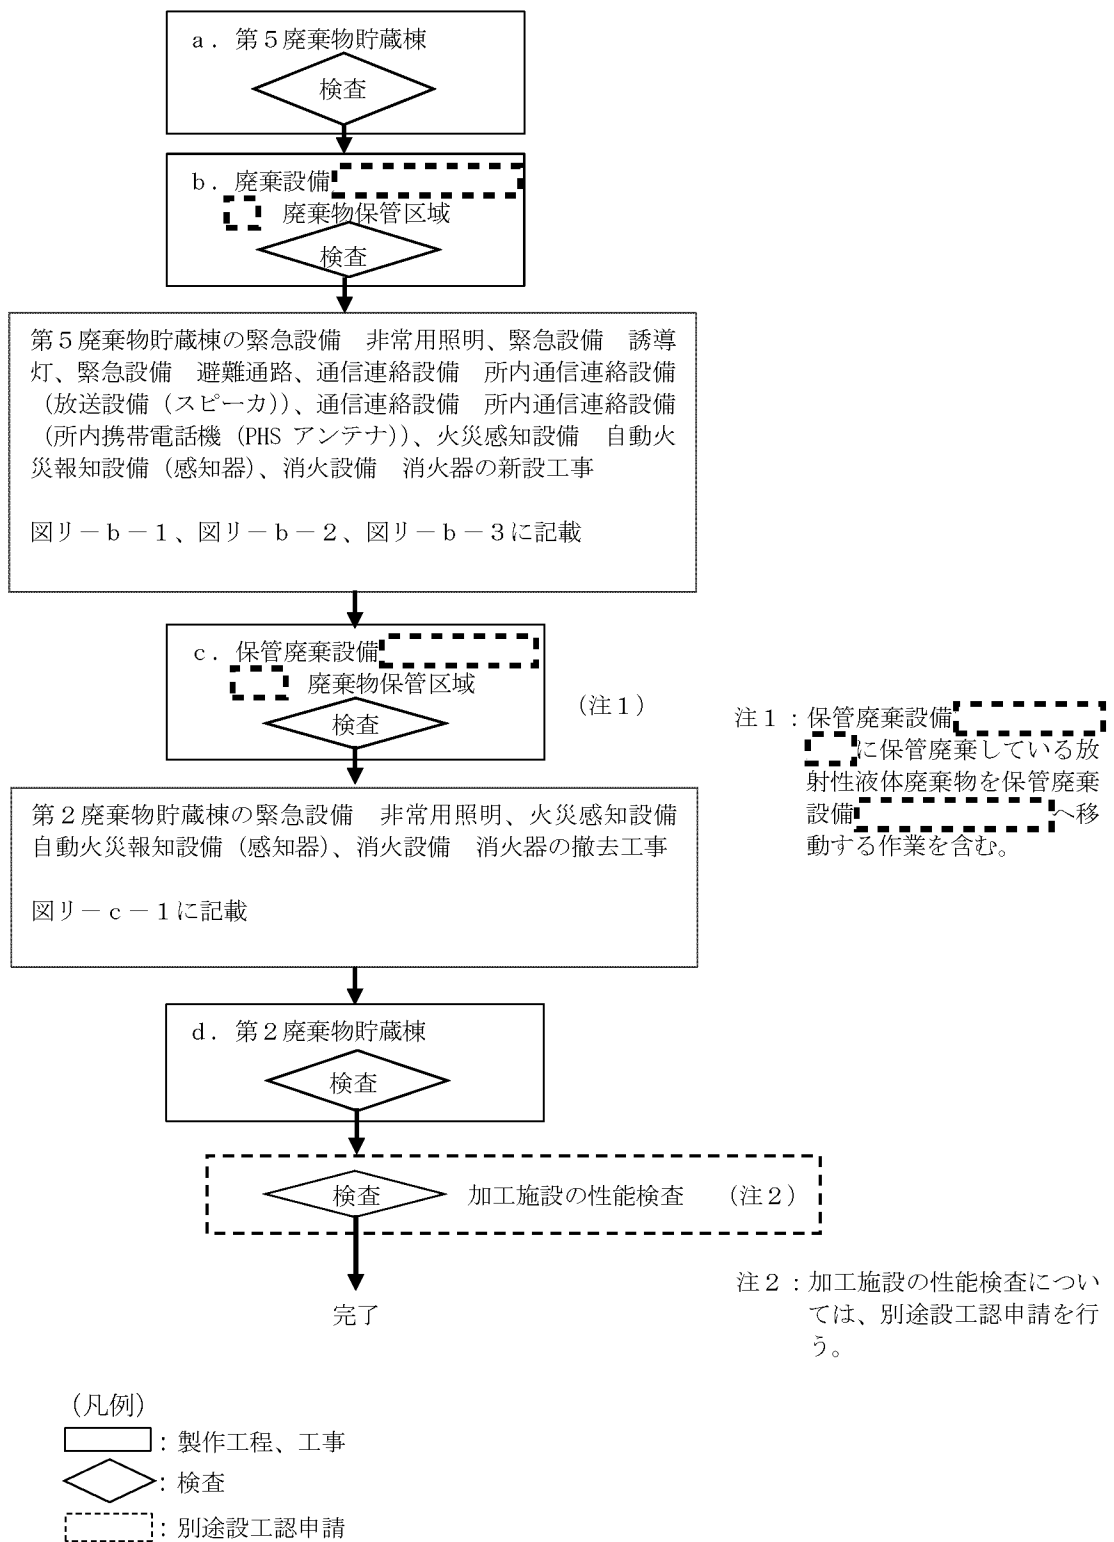 a．第５廃棄物貯蔵棟
検査
b．廃棄設備
廃棄物保管区域
検査
第５廃棄物貯蔵棟の緊急設備　非常用照明、緊急設備　誘導
灯、緊急設備　避難通路、通信連絡設備　所内通信連絡設備
（放送設備（スピーカ））、通信連絡設備　所内通信連絡設備
（所内携帯電話機（PHS アンテナ））、火災感知設備　自動火
災報知設備（感知器）、消火設備　消火器の新設工事
図リ－b－１、図リ－b－２、図リ－b－３に記載
c．保管廃棄設備
廃棄物保管区域
検査
（注１）
注１：保管廃棄設備
に保管廃棄している放
射性液体廃棄物を保管廃棄
設備　へ移
動する作業を含む。
第２廃棄物貯蔵棟の緊急設備　非常用照明、火災感知設備
自動火災報知設備（感知器）、消火設備　消火器の撤去工事
図リ－c－１に記載
d．第２廃棄物貯蔵棟
検査
検査　加工施設の性能検査　（注２）
完了
注２：加工施設の性能検査につい
ては、別途設工認申請を行
う。
（凡例）
：製作工程、工事
：検査
：別途設工認申請